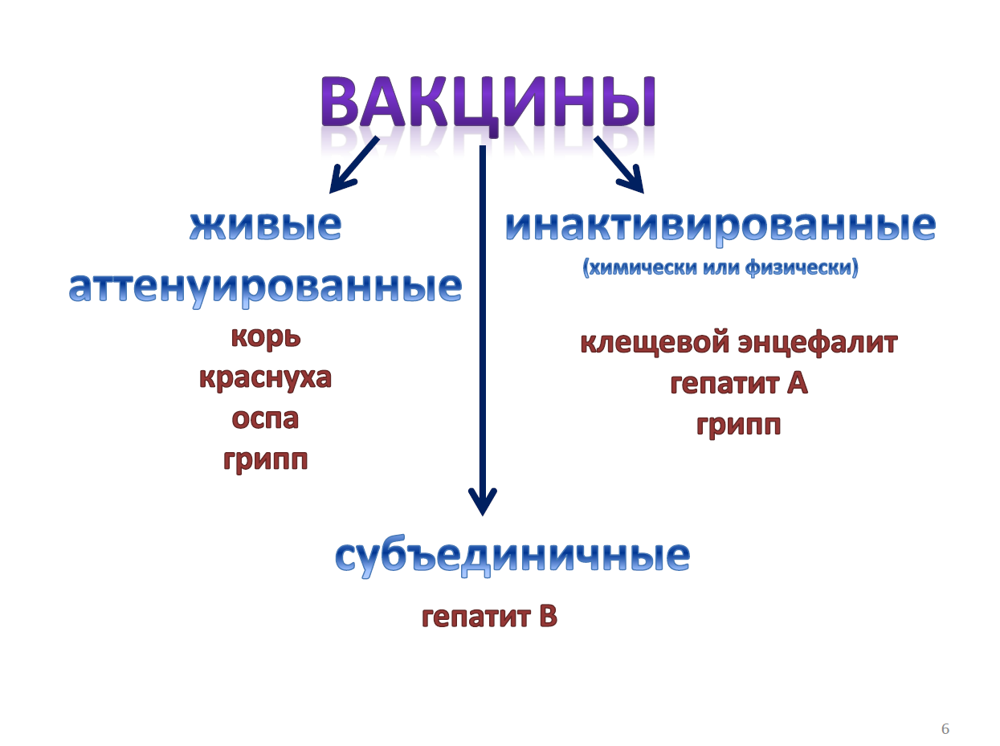 ВАКЦИНЫ
живые
аттенуированные
корь
краснуха
оспа
грипп
инактивированные
(химически или физически)
клещевой энцефалит
гепатит А
грипп
субъединичные
гепатит В
6